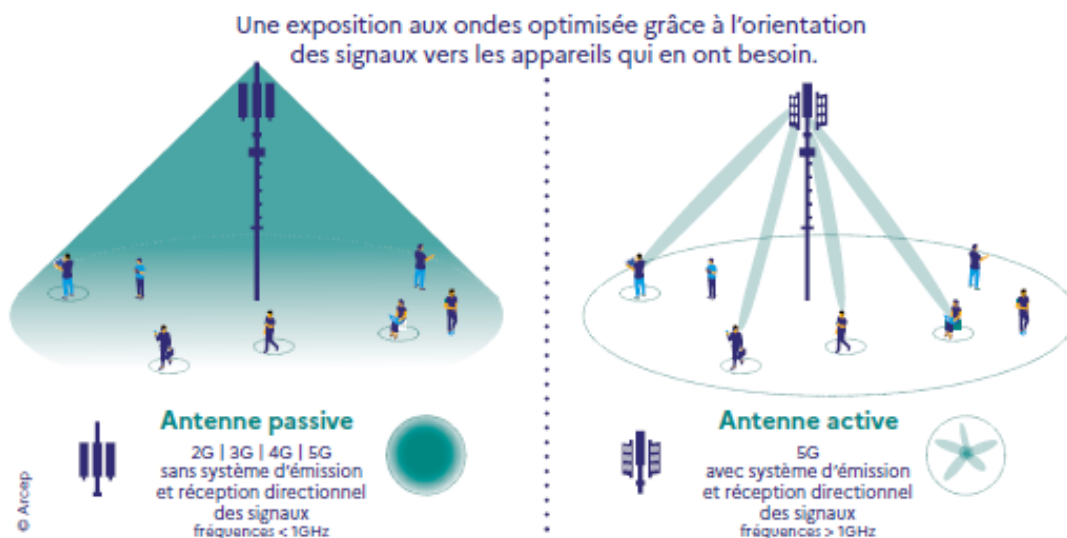 Une exposition aux ondes optimisée grâce à l'orientation
des signaux vers les appareils qui en ont besoin.
Antenne passive
2G | 3G | 4G | 5G
sans système d'émission
et réception directionnel
des signaux
fréquences < 1GHz
Antenne active
5G
avec système d'émission
et réception directionnel
des signaux
fréquences > 1GHz
© Arcep